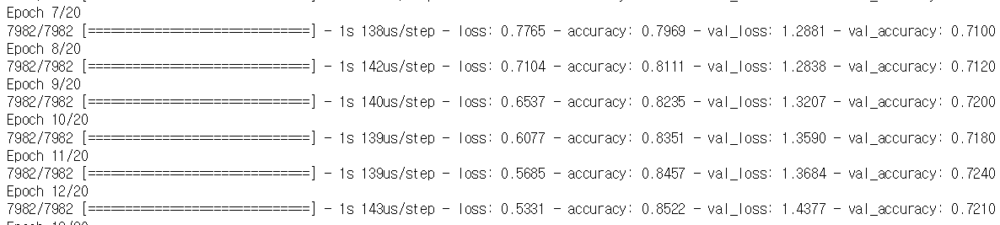 Epoch 7/20
7982/7982 [==============================] - 1s 138us/step - loss: 0.7765 - accuracy: 0.7969 - val_loss: 1.2881 - val_accuracy: 0.7100
Epoch 8/20
7982/7982 [==============================] - 1s 142us/step - loss: 0.7104 - accuracy: 0.8111 - val_loss: 1.2838 - val_accuracy: 0.7120
Epoch 9/20
7982/7982 [==============================] - 1s 140us/step - loss: 0.6537 - accuracy: 0.8235 - val_loss: 1.3207 - val_accuracy: 0.7200
Epoch 10/20
7982/7982 [==============================] - 1s 139us/step - loss: 0.6077 - accuracy: 0.8351 - val_loss: 1.3590 - val_accuracy: 0.7180
Epoch 11/20
7982/7982 [==============================] - 1s 139us/step - loss: 0.5685 - accuracy: 0.8457 - val_loss: 1.3684 - val_accuracy: 0.7240
Epoch 12/20
7982/7982 [==============================] - 1s 143us/step - loss: 0.5331 - accuracy: 0.8522 - val_loss: 1.4377 - val_accuracy: 0.7210